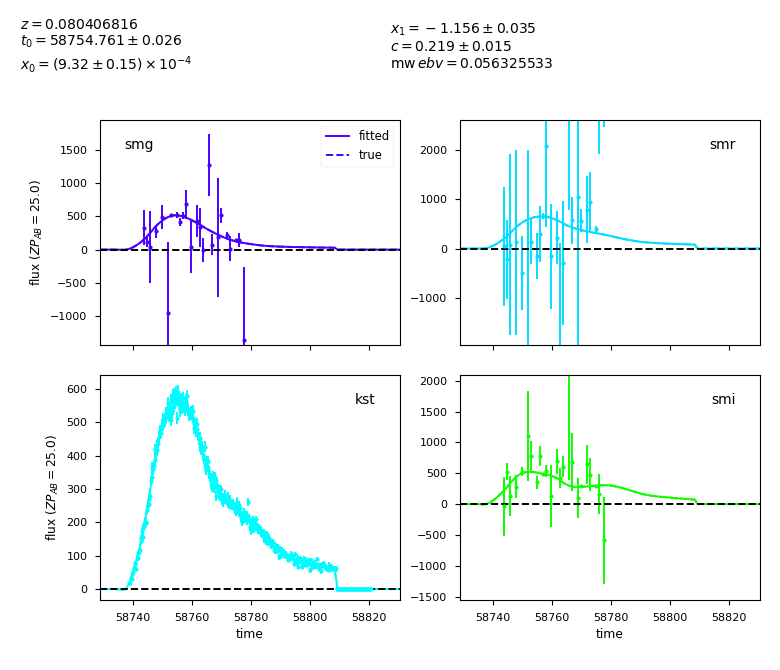 z = 0.080406816
t₀ = 58754.761 ± 0.026
x₀ = (9.32 ± 0.15) × 10⁻⁴
x₁ = −1.156 ± 0.035
c = 0.219 ± 0.015
mw ebv = 0.056325533
smg
fitted
true
1500
1000
500
0
−500
−1000
flux (ZP_AB = 25.0)
smr
2000
1000
0
−1000
kst
600
500
400
300
200
100
0
flux (ZP_AB = 25.0)
58740 58760 58780 58800 58820
time
smi
2000
1500
1000
500
0
−500
−1000
−1500
58740 58760 58780 58800 58820
time